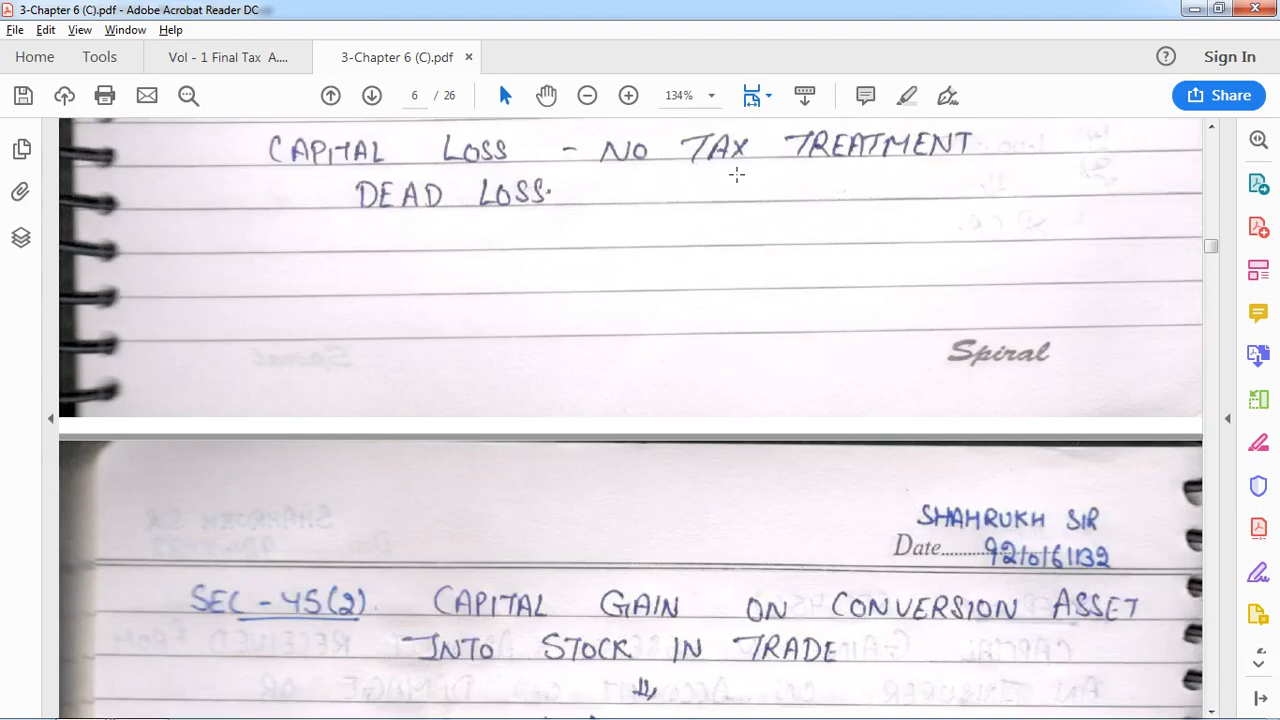 3-Chapter 6 (C).pdf - Adobe Acrobat Reader DC
File Edit View Window Help
Home Tools Vol - 1 Final Tax A.... 3-Chapter 6 (C).pdf × Sign In
6 / 26 134% Share
CAPITAL LOSS - NO TAX TREATMENT
DEAD LOSS.
Spiral
SHAHRUKH SIR
Date..........
SEC-45(2) CAPITAL GAIN ON CONVERSION ASSET
INTO STOCK IN TRADE